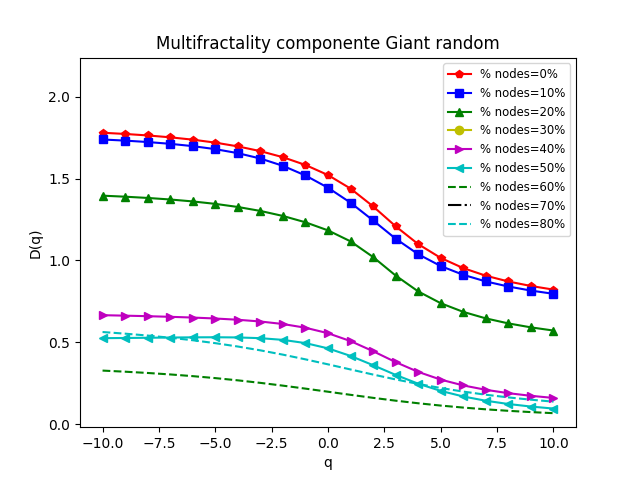 Multifractality componente Giant random
% nodes=0%
% nodes=10%
% nodes=20%
% nodes=30%
% nodes=40%
% nodes=50%
% nodes=60%
% nodes=70%
% nodes=80%
D(q)
2.0
1.5
1.0
0.5
0.0
−10.0 −7.5 −5.0 −2.5 0.0 2.5 5.0 7.5 10.0
q